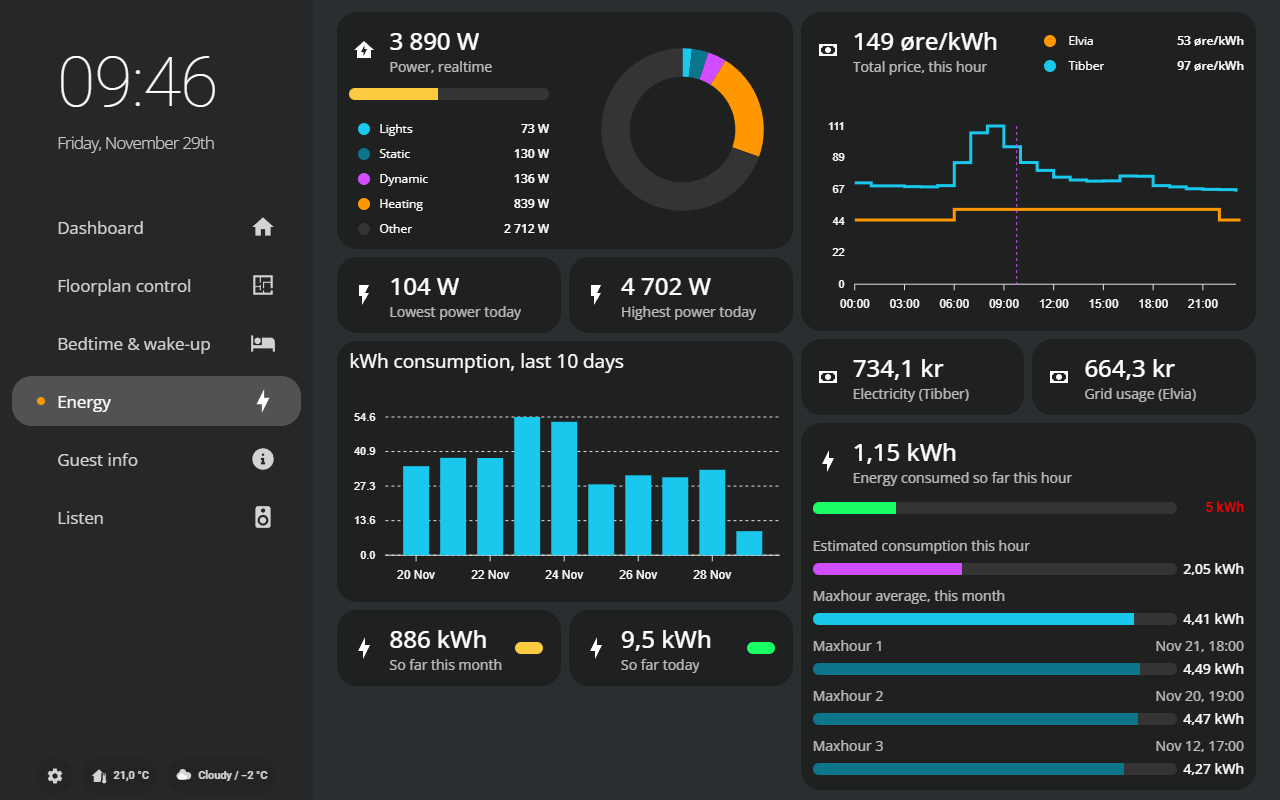 09:46
Friday, November 29th
Dashboard
Floorplan control
Bedtime & wake-up
Energy
Guest info
Listen
21,0 °C
Cloudy / −2 °C
3 890 W
Power, realtime
Lights 73 W
Static 130 W
Dynamic 136 W
Heating 839 W
Other 2 712 W
104 W
Lowest power today
4 702 W
Highest power today
kWh consumption, last 10 days
54.6
40.9
27.3
13.6
0.0
20 Nov 22 Nov 24 Nov 26 Nov 28 Nov
886 kWh
So far this month
9,5 kWh
So far today
149 øre/kWh
Total price, this hour
Elvia 53 øre/kWh
Tibber 97 øre/kWh
111
89
67
44
22
0
00:00 03:00 06:00 09:00 12:00 15:00 18:00 21:00
734,1 kr
Electricity (Tibber)
664,3 kr
Grid usage (Elvia)
1,15 kWh
Energy consumed so far this hour
5 kWh
Estimated consumption this hour
2,05 kWh
Maxhour average, this month
4,41 kWh
Maxhour 1 Nov 21, 18:00
4,49 kWh
Maxhour 2 Nov 20, 19:00
4,47 kWh
Maxhour 3 Nov 12, 17:00
4,27 kWh